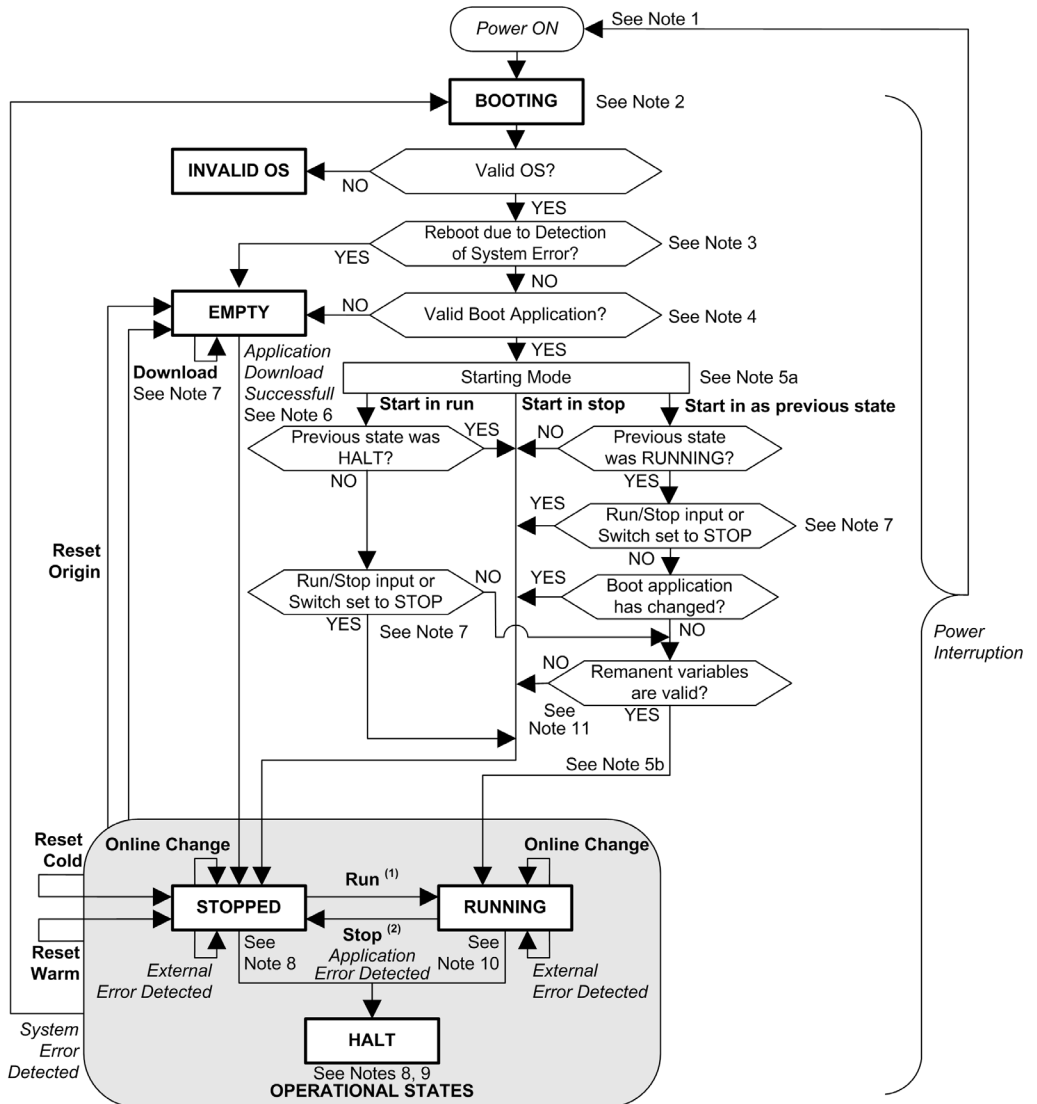 Power ON
See Note 1
BOOTING
See Note 2
INVALID OS
NO
Valid OS?
YES
Reboot due to Detection
of System Error?
See Note 3
YES
NO
EMPTY
NO
Valid Boot Application?
See Note 4
YES
Download
See Note 7
Application
Download
Successfull
See Note 6
Starting Mode
See Note 5a
Start in run
Start in stop
Start in as previous state
Previous state was
HALT?
YES
NO
NO
Previous state
was RUNNING?
YES
YES
Run/Stop input or
Switch set to STOP
See Note 7
NO
Reset
Origin
Run/Stop input or
Switch set to STOP
NO
YES
See Note 7
YES
Boot application
has changed?
NO
Power
Interruption
NO
Remanent variables
are valid?
YES
See
Note 11
See Note 5b
Reset
Cold
Online Change
Online Change
Run (1)
STOPPED
RUNNING
Reset
Warm
Stop (2)
Application
Error Detected
See
Note 8
See
Note 10
External
Error Detected
External
Error Detected
System
Error
Detected
HALT
See Notes 8, 9
OPERATIONAL STATES